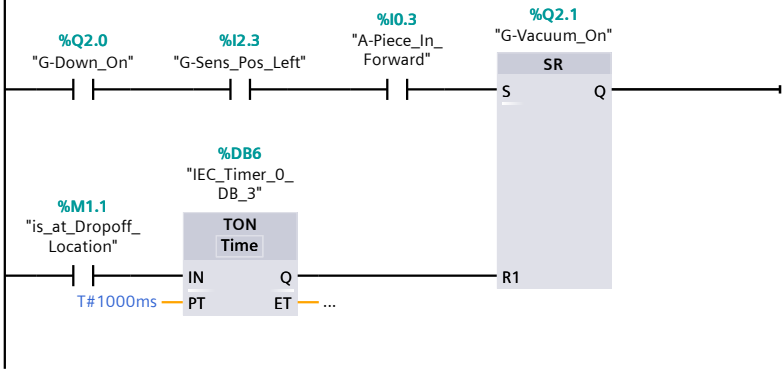 %Q2.0
"G-Down_On"
%I2.3
"G-Sens_Pos_Left"
%I0.3
"A-Piece_In_
Forward"
%Q2.1
"G-Vacuum_On"
SR
S
Q
%DB6
"IEC_Timer_0_
DB_3"
%M1.1
"is_at_Dropoff_
Location"
TON
Time
IN
Q
R1
T#1000ms
PT
ET
...